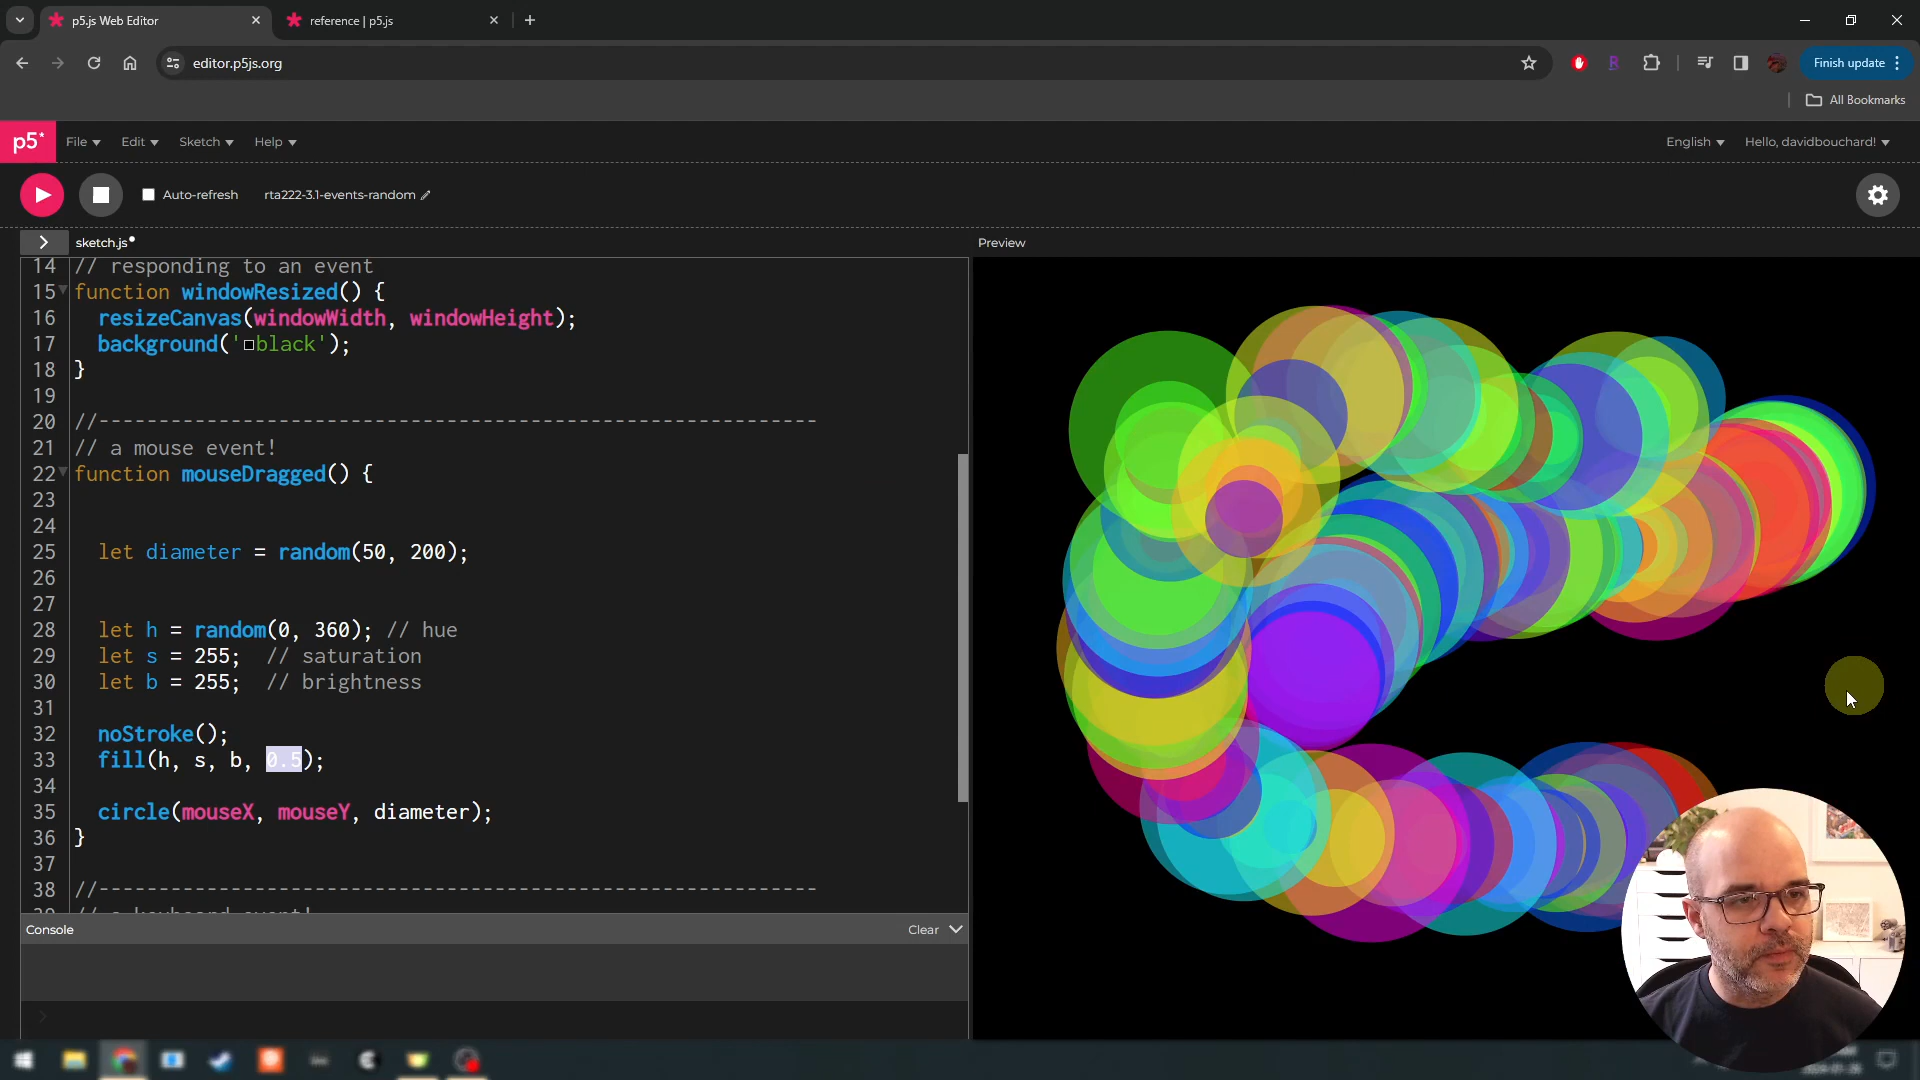 p5.js Web Editor
reference | p5.js
editor.p5js.org
Finish update
All Bookmarks
p5*
File
Edit
Sketch
Help
English
Hello, davidbouchard!
Auto-refresh
rta222-3.1-events-random
sketch.js
Preview
14 // responding to an event
15 function windowResized() {
16 resizeCanvas(windowWidth, windowHeight);
17 background('black');
18 }
19
20 //------------------------------------------------------------
21 // a mouse event!
22 function mouseDragged() {
23
24
25 let diameter = random(50, 200);
26
27
28 let h = random(0, 360); // hue
29 let s = 255; // saturation
30 let b = 255; // brightness
31
32 noStroke();
33 fill(h, s, b, 0.5);
34
35 circle(mouseX, mouseY, diameter);
36 }
37
38 //------------------------------------------------------------
39 // a keyboard event!
Console
Clear